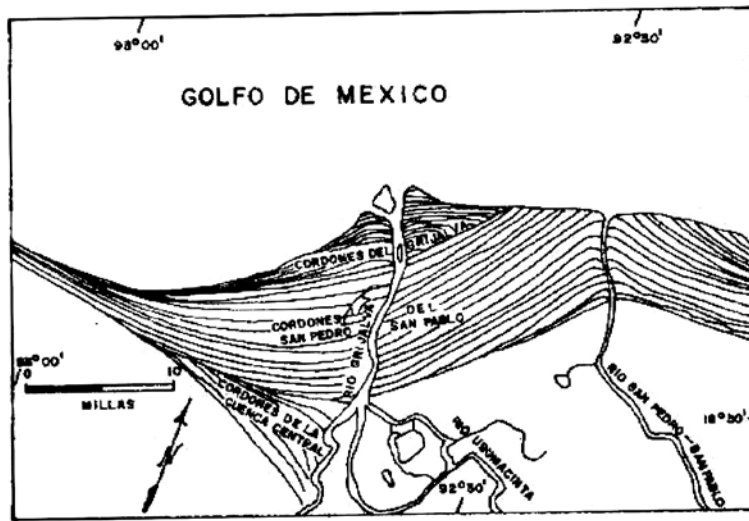 93°00'
92°30'
GOLFO DE MEXICO
CORDONES DEL GRIJALVA
CORDONES DEL
SAN PEDRO SAN PABLO
RIO GRIJALVA
00'
0 10
MILLAS
CORDONES DE LA
CUENCA CENTRAL
N
RIO USUMACINTA
92°30'
RIO SAN PEDRO - SAN PABLO
18°30'